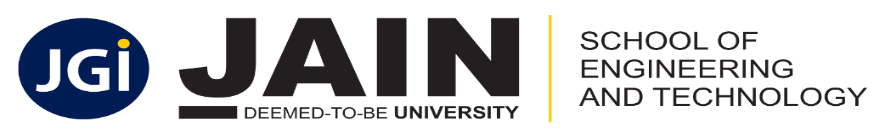 JGi
JAIN
DEEMED-TO-BE UNIVERSITY
SCHOOL OF
ENGINEERING
AND TECHNOLOGY